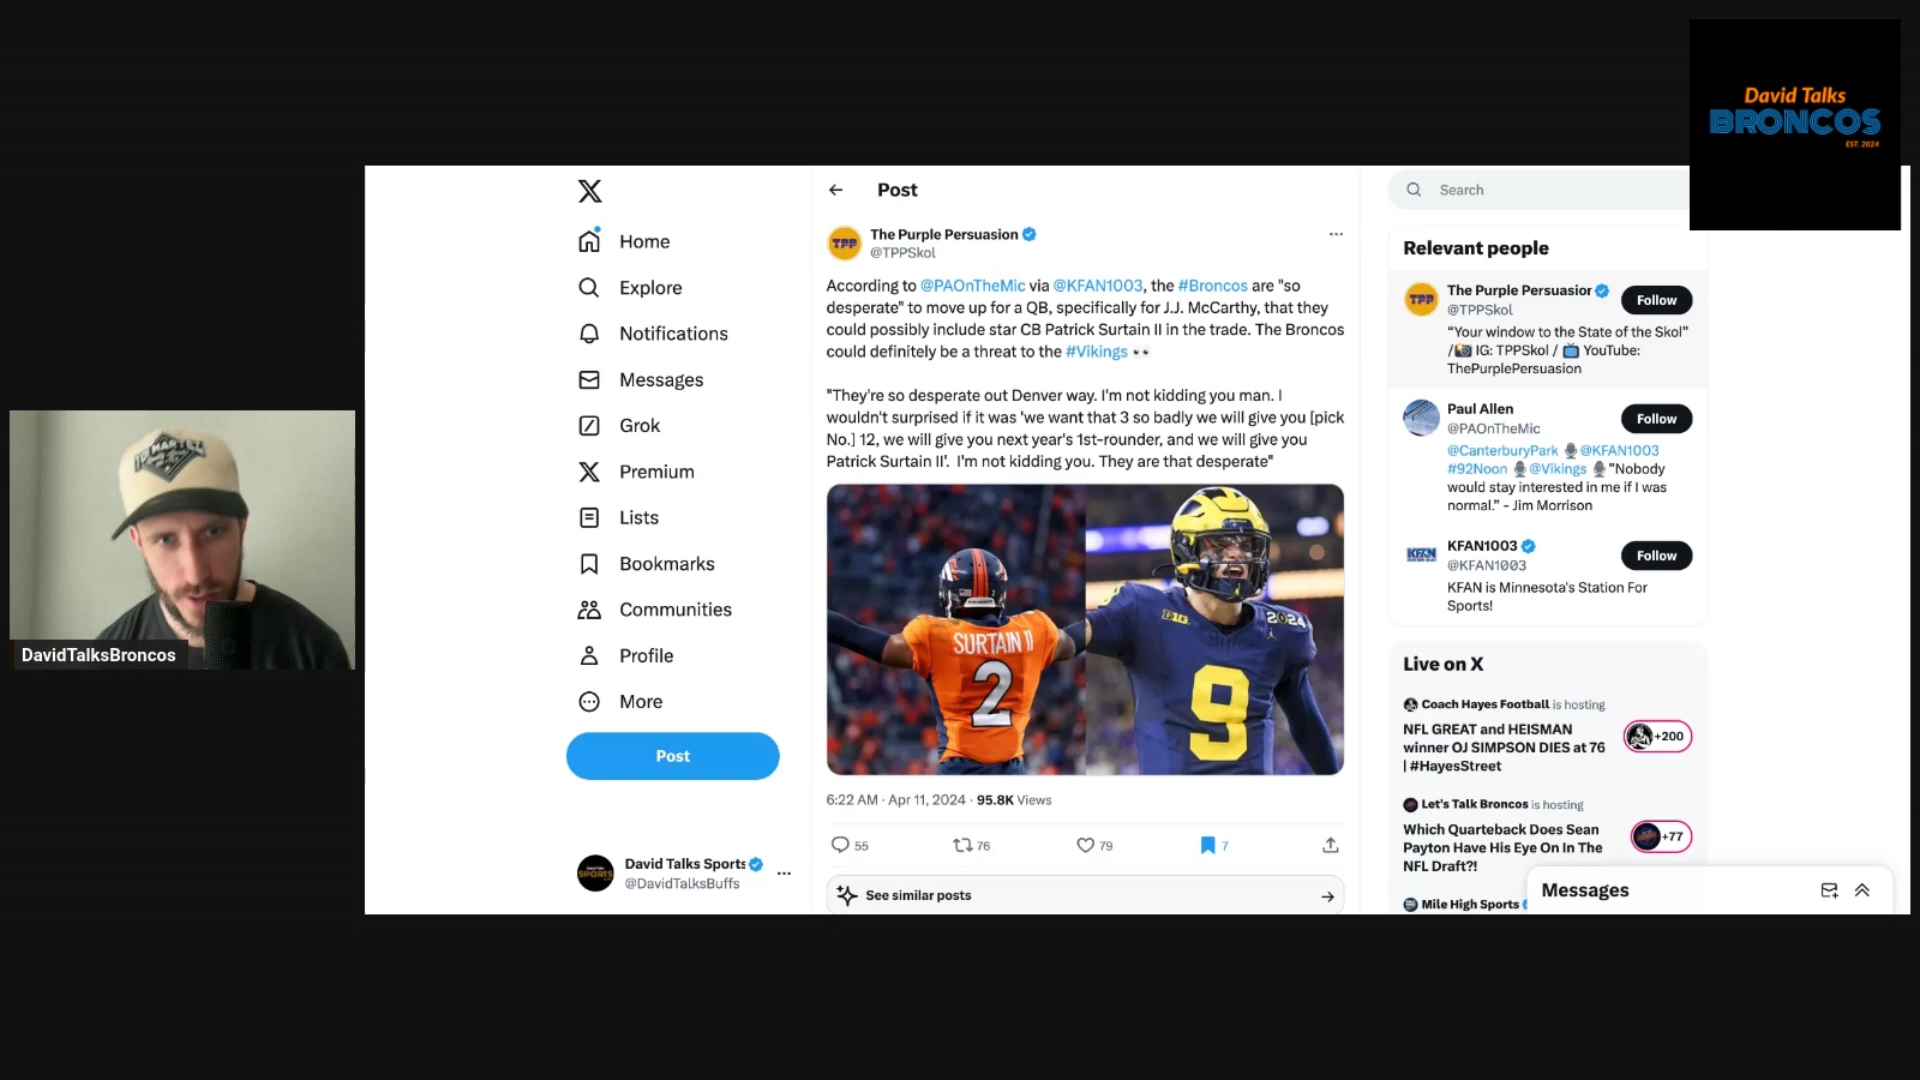 David Talks
BRONCOS
EST. 2024
Post
Search
The Purple Persuasion
@TPPSkol
According to @PAOnTheMic via @KFAN1003, the #Broncos are "so
desperate" to move up for a QB, specifically for J.J. McCarthy, that they
could possibly include star CB Patrick Surtain II in the trade. The Broncos
could definitely be a threat to the #Vikings 👀
"They're so desperate out Denver way. I'm not kidding you man. I
wouldn't surprised if it was 'we want that 3 so badly we will give you [pick
No.] 12, we will give you next year's 1st-rounder, and we will give you
Patrick Surtain II'. I'm not kidding you. They are that desperate"
SURTAIN II
2
B1G
2024
9
6:22 AM · Apr 11, 2024 · 95.8K Views
55
76
79
7
See similar posts
Home
Explore
Notifications
Messages
Grok
Premium
Lists
Bookmarks
Communities
Profile
More
Post
David Talks Sports
@DavidTalksBuffs
Relevant people
TPP
The Purple Persuasior
@TPPSkol
Follow
"Your window to the State of the Skol"
/📸 IG: TPPSkol / 📺 YouTube:
ThePurplePersuasion
Paul Allen
@PAOnTheMic
Follow
@CanterburyPark 🎙@KFAN1003
#92Noon 🎙@Vikings 🎙"Nobody
would stay interested in me if I was
normal." - Jim Morrison
KFAN
KFAN1003
@KFAN1003
Follow
KFAN is Minnesota's Station For
Sports!
Live on X
Coach Hayes Football is hosting
NFL GREAT and HEISMAN
winner OJ SIMPSON DIES at 76
| #HayesStreet
+200
Let's Talk Broncos is hosting
Which Quarteback Does Sean
Payton Have His Eye On In The
NFL Draft?!
+77
Mile High Sports
Messages
TPP
SPORTS
DavidTalksBroncos